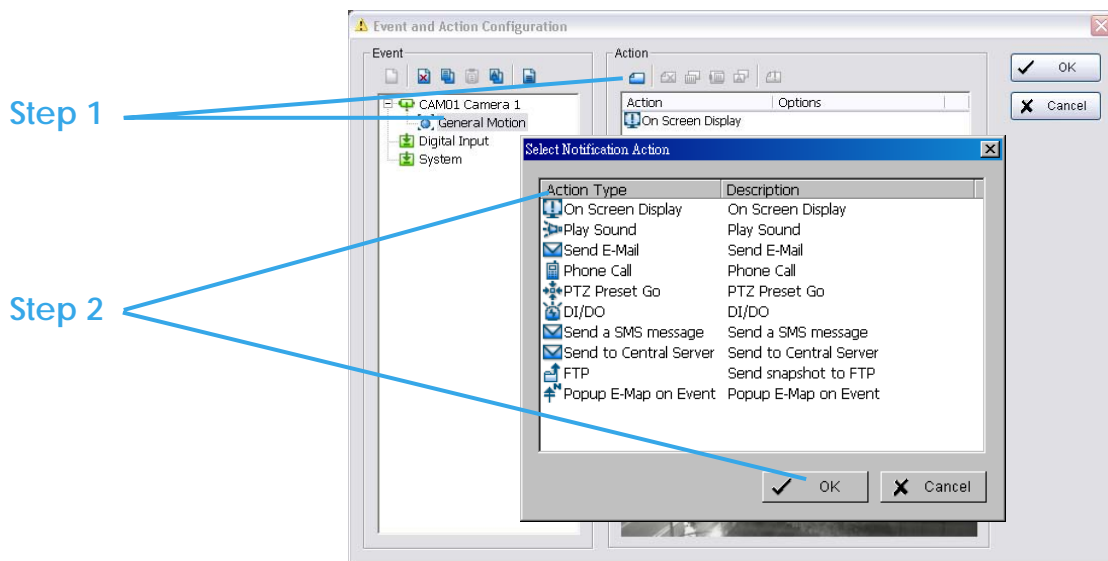 Event and Action Configuration
Event
Action
OK
Cancel
Step 1
CAM01 Camera 1
General Motion
Digital Input
System
Action Options
On Screen Display
Select Notification Action
Action Type Description
On Screen Display On Screen Display
Play Sound Play Sound
Send E-Mail Send E-Mail
Phone Call Phone Call
PTZ Preset Go PTZ Preset Go
DI/DO DI/DO
Send a SMS message Send a SMS message
Send to Central Server Send to Central Server
FTP Send snapshot to FTP
Popup E-Map on Event Popup E-Map on Event
Step 2
OK Cancel